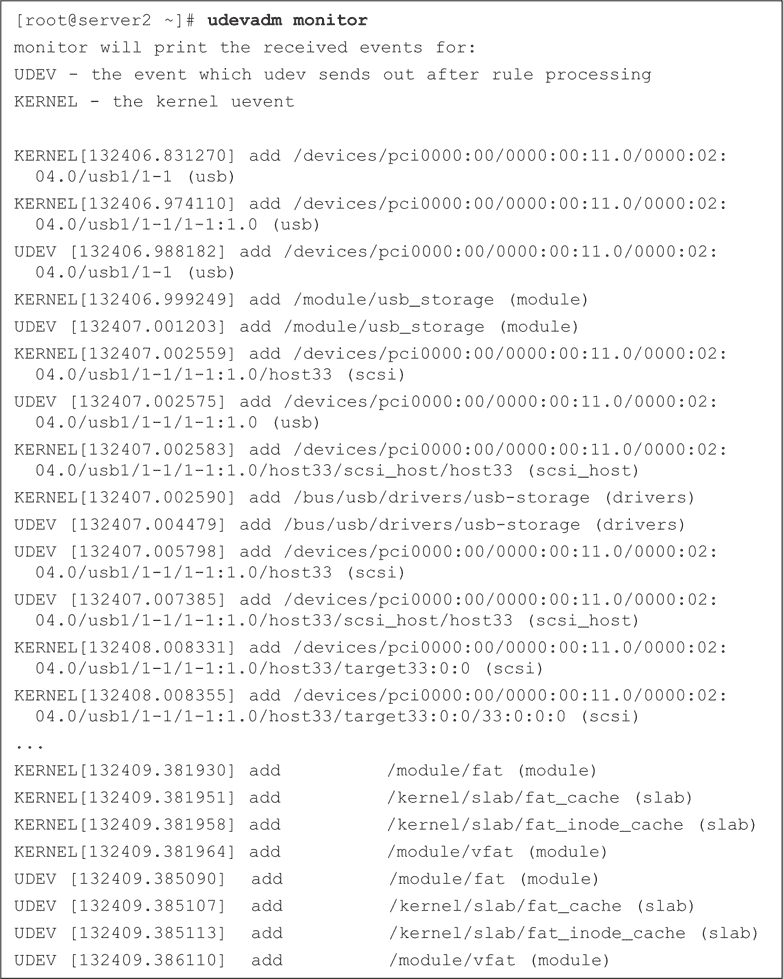 [root@server2 ~]# udevadm monitor
monitor will print the received events for:
UDEV - the event which udev sends out after rule processing
KERNEL - the kernel uevent
KERNEL[132406.831270] add /devices/pci0000:00/0000:00:11.0/0000:02:
04.0/usb1/1-1 (usb)
KERNEL[132406.974110] add /devices/pci0000:00/0000:00:11.0/0000:02:
04.0/usb1/1-1/1-1:1.0 (usb)
UDEV [132406.988182] add /devices/pci0000:00/0000:00:11.0/0000:02:
04.0/usb1/1-1 (usb)
KERNEL[132406.999249] add /module/usb_storage (module)
UDEV [132407.001203] add /module/usb_storage (module)
KERNEL[132407.002559] add /devices/pci0000:00/0000:00:11.0/0000:02:
04.0/usb1/1-1/1-1:1.0/host33 (scsi)
UDEV [132407.002575] add /devices/pci0000:00/0000:00:11.0/0000:02:
04.0/usb1/1-1/1-1:1.0 (usb)
KERNEL[132407.002583] add /devices/pci0000:00/0000:00:11.0/0000:02:
04.0/usb1/1-1/1-1:1.0/host33/scsi_host/host33 (scsi_host)
KERNEL[132407.002590] add /bus/usb/drivers/usb-storage (drivers)
UDEV [132407.004479] add /bus/usb/drivers/usb-storage (drivers)
UDEV [132407.005798] add /devices/pci0000:00/0000:00:11.0/0000:02:
04.0/usb1/1-1/1-1:1.0/host33 (scsi)
UDEV [132407.007385] add /devices/pci0000:00/0000:00:11.0/0000:02:
04.0/usb1/1-1/1-1:1.0/host33/scsi_host/host33 (scsi_host)
KERNEL[132408.008331] add /devices/pci0000:00/0000:00:11.0/0000:02:
04.0/usb1/1-1/1-1:1.0/host33/target33:0:0 (scsi)
KERNEL[132408.008355] add /devices/pci0000:00/0000:00:11.0/0000:02:
04.0/usb1/1-1/1-1:1.0/host33/target33:0:0/33:0:0:0 (scsi)
...
KERNEL[132409.381930] add /module/fat (module)
KERNEL[132409.381951] add /kernel/slab/fat_cache (slab)
KERNEL[132409.381958] add /kernel/slab/fat_inode_cache (slab)
KERNEL[132409.381964] add /module/vfat (module)
UDEV [132409.385090] add /module/fat (module)
UDEV [132409.385107] add /kernel/slab/fat_cache (slab)
UDEV [132409.385113] add /kernel/slab/fat_inode_cache (slab)
UDEV [132409.386110] add /module/vfat (module)